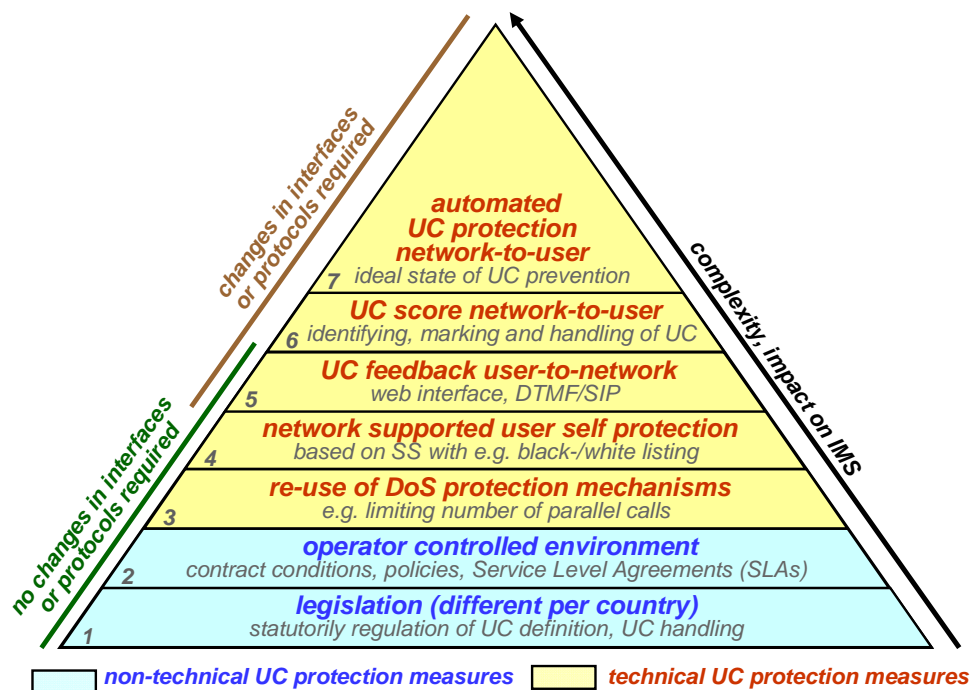 changes in interfaces
or protocols required
no changes in interfaces
or protocols required
complexity, impact on IMS
automated
UC protection
network-to-user
7 ideal state of UC prevention
UC score network-to-user
6 identifying, marking and handling of UC
UC feedback user-to-network
5 web interface, DTMF/SIP
network supported user self protection
4 based on SS with e.g. black-/white listing
re-use of DoS protection mechanisms
3 e.g. limiting number of parallel calls
operator controlled environment
2 contract conditions, policies, Service Level Agreements (SLAs)
legislation (different per country)
1 statutorily regulation of UC definition, UC handling
non-technical UC protection measures
technical UC protection measures